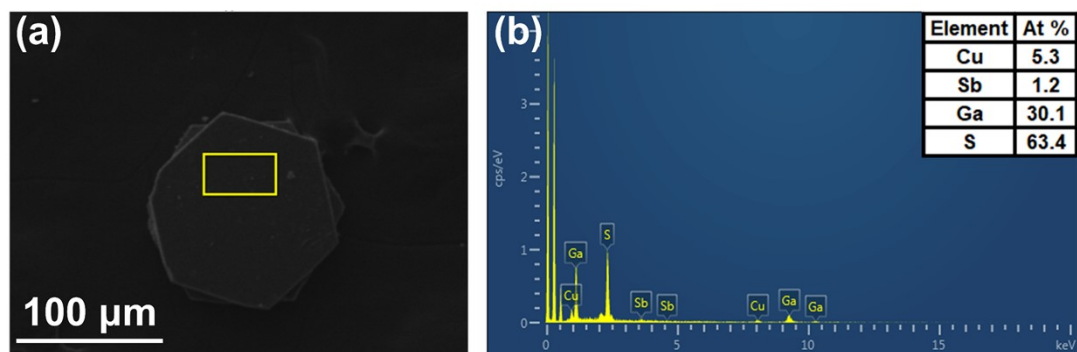 (a)
100 µm
(b)
Element At %
Cu 5.3
Sb 1.2
Ga 30.1
S 63.4
cps/eV
3
2
1
0
Cu
Ga
S
Sb
Sb
Cu
Ga
Ga
0 5 10 15 keV